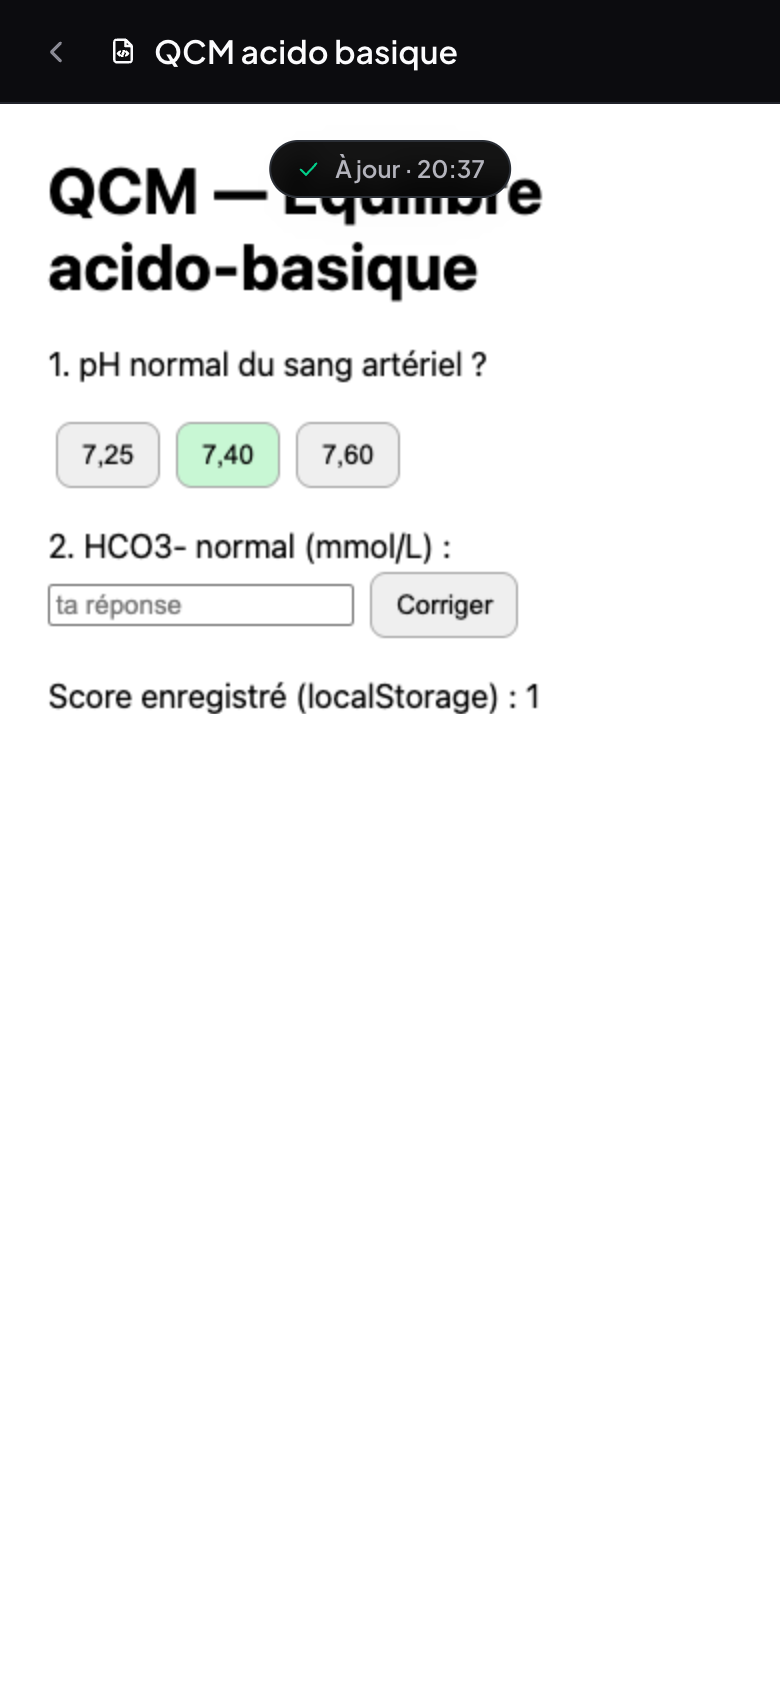 QCM acido basique
À jour · 20:37
QCM —
acido-basique
1. pH normal du sang artériel ?
7,25 7,40 7,60
2. HCO3- normal (mmol/L) :
ta réponse Corriger
Score enregistré (localStorage) : 1